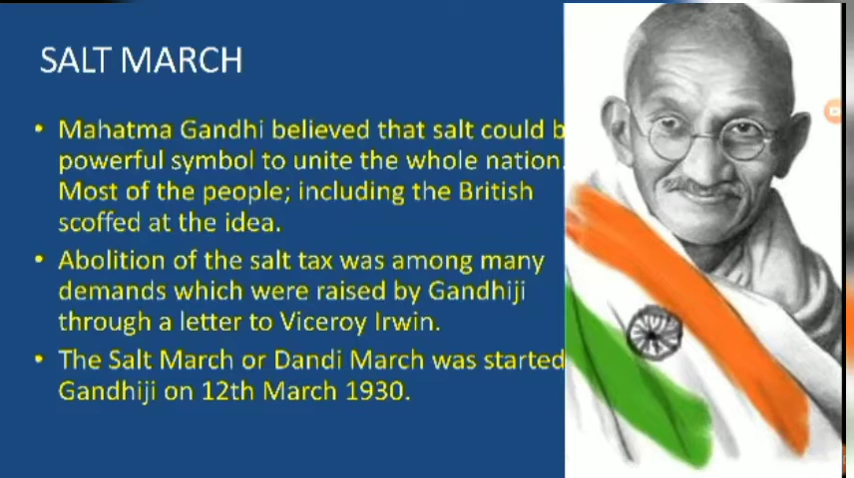 SALT MARCH
• Mahatma Gandhi believed that salt could b
powerful symbol to unite the whole nation.
Most of the people; including the British
scoffed at the idea.
• Abolition of the salt tax was among many
demands which were raised by Gandhiji
through a letter to Viceroy Irwin.
• The Salt March or Dandi March was started
Gandhiji on 12th March 1930.